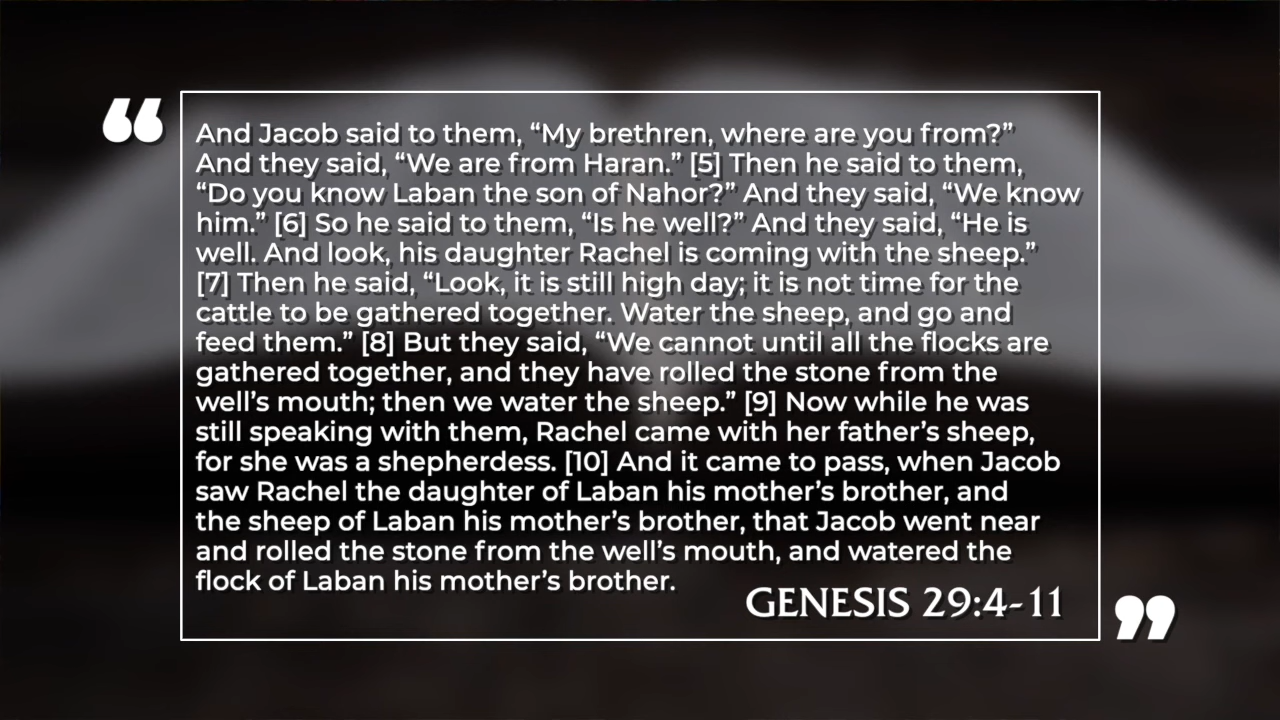 “
And Jacob said to them, “My brethren, where are you from?”
And they said, “We are from Haran.” [5] Then he said to them,
“Do you know Laban the son of Nahor?” And they said, “We know
him.” [6] So he said to them, “Is he well?” And they said, “He is
well. And look, his daughter Rachel is coming with the sheep.”
[7] Then he said, “Look, it is still high day; it is not time for the
cattle to be gathered together. Water the sheep, and go and
feed them.” [8] But they said, “We cannot until all the flocks are
gathered together, and they have rolled the stone from the
well’s mouth; then we water the sheep.” [9] Now while he was
still speaking with them, Rachel came with her father’s sheep,
for she was a shepherdess. [10] And it came to pass, when Jacob
saw Rachel the daughter of Laban his mother’s brother, and
the sheep of Laban his mother’s brother, that Jacob went near
and rolled the stone from the well’s mouth, and watered the
flock of Laban his mother’s brother.
GENESIS 29:4-11
”